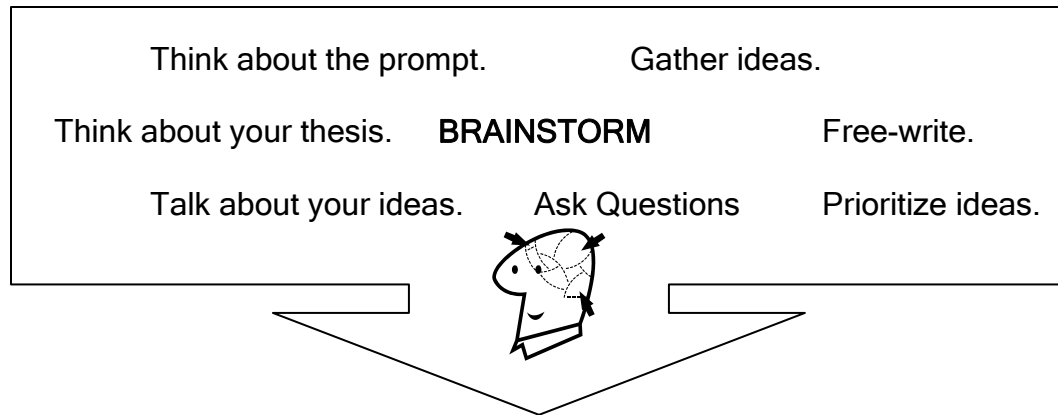 Think about the prompt. Gather ideas.
Think about your thesis. BRAINSTORM Free-write.
Talk about your ideas. Ask Questions Prioritize ideas.